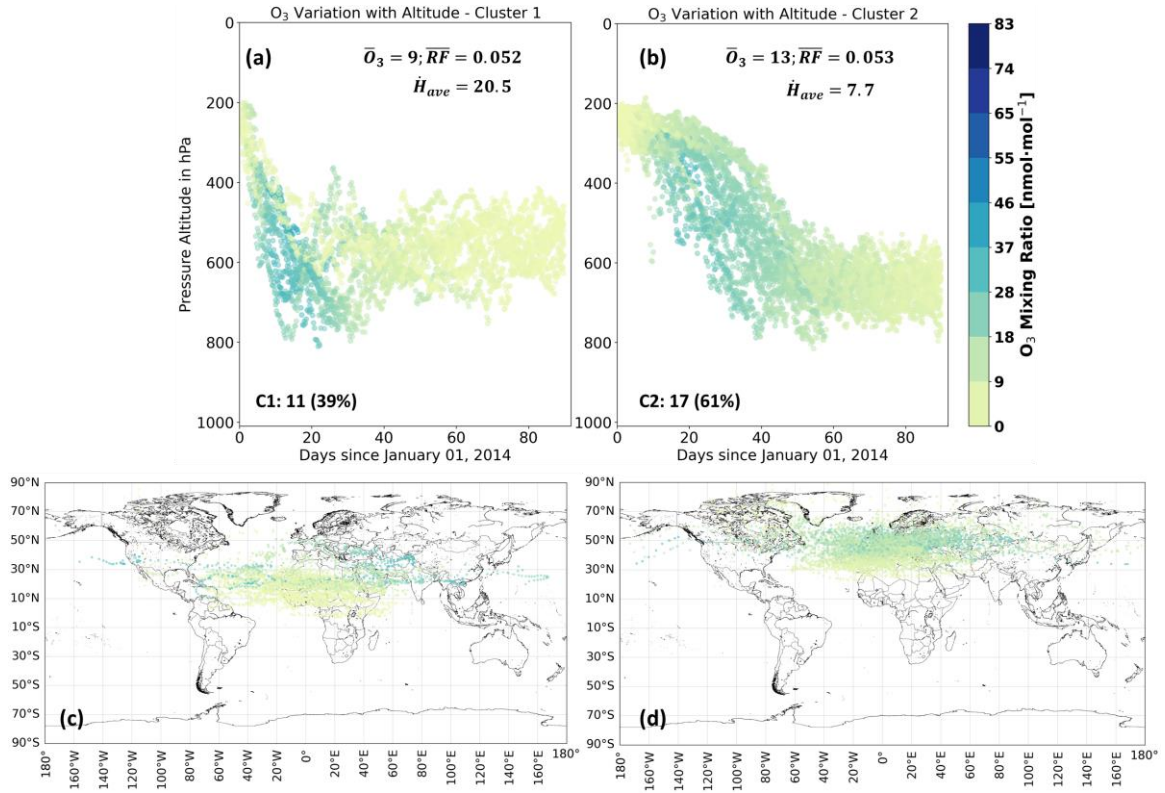 O₃ Variation with Altitude - Cluster 1
O₃ Variation with Altitude - Cluster 2
(a)
Ō₃ = 9; R̅F̅ = 0.052
Ḣₐᵥₑ = 20.5
(b)
Ō₃ = 13; R̅F̅ = 0.053
Ḣₐᵥₑ = 7.7
Pressure Altitude in hPa
0
200
400
600
800
1000
C1: 11 (39%)
0 20 40 60 80
Days since January 01, 2014
0
200
400
600
800
1000
C2: 17 (61%)
0 20 40 60 80
Days since January 01, 2014
83
74
65
55
46
37
28
18
9
0
O₃ Mixing Ratio [nmol·mol⁻¹]
90°N
70°N
50°N
30°N
10°N
10°S
30°S
50°S
70°S
90°S
(c)
180° 160°W 140°W 120°W 100°W 80°W 60°W 40°W 20°W 0° 20°E 40°E 60°E 80°E 100°E 120°E 140°E 160°E 180°
90°N
70°N
50°N
30°N
10°N
10°S
30°S
50°S
70°S
90°S
(d)
180° 160°W 140°W 120°W 100°W 80°W 60°W 40°W 20°W 0° 20°E 40°E 60°E 80°E 100°E 120°E 140°E 160°E 180°